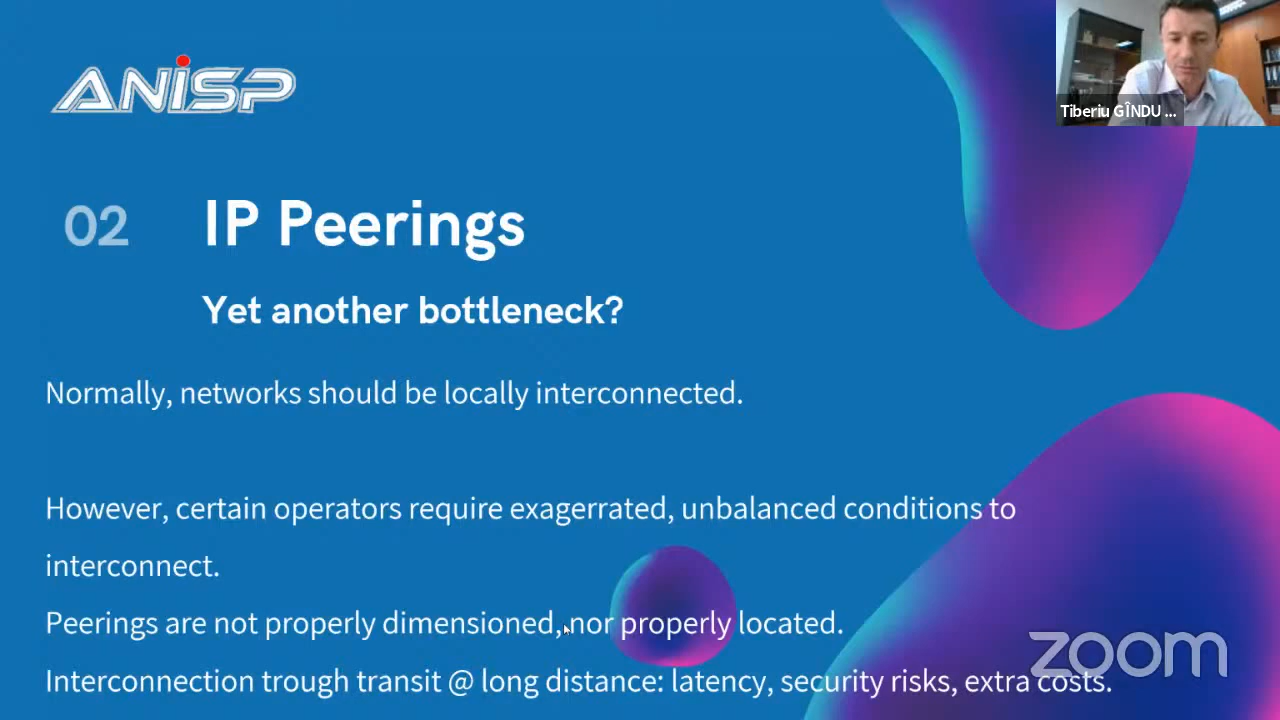 ANISP
Tiberiu GÎNDU ...
02
IP Peerings
Yet another bottleneck?
Normally, networks should be locally interconnected.
However, certain operators require exagerrated, unbalanced conditions to
interconnect.
Peerings are not properly dimensioned, nor properly located.
Interconnection trough transit @ long distance: latency, security risks, extra costs.
zoom